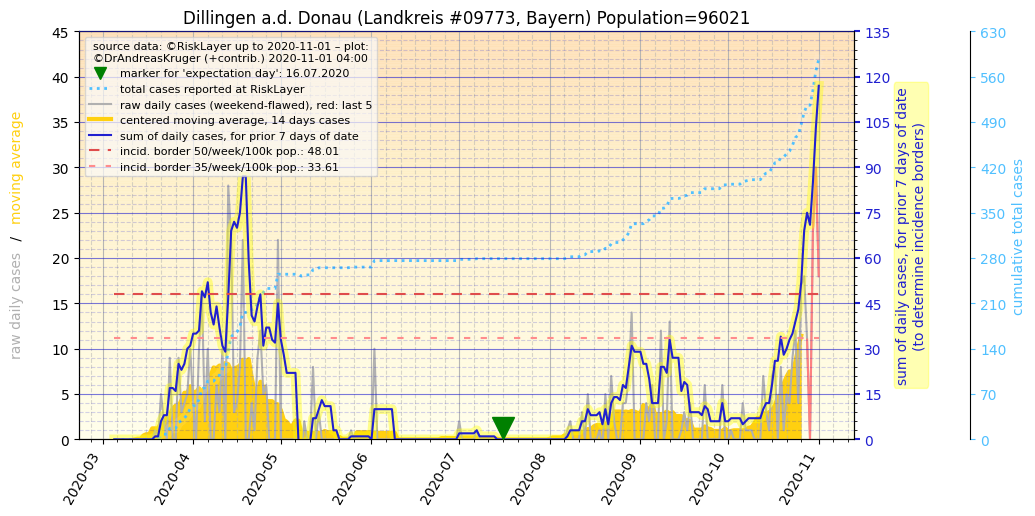 Dillingen a.d. Donau (Landkreis #09773, Bayern) Population=96021
source data: ©RiskLayer up to 2020-11-01 – plot:
©DrAndreasKruger (+contrib.) 2020-11-01 04:00
marker for 'expectation day': 16.07.2020
total cases reported at RiskLayer
raw daily cases (weekend-flawed), red: last 5
centered moving average, 14 days cases
sum of daily cases, for prior 7 days of date
incid. border 50/week/100k pop.: 48.01
incid. border 35/week/100k pop.: 33.61
raw daily cases / moving average
45
40
35
30
25
20
15
10
5
0
2020-03
2020-04
2020-05
2020-06
2020-07
2020-08
2020-09
2020-10
2020-11
135
120
105
90
75
60
45
30
15
0
sum of daily cases, for prior 7 days of date
(to determine incidence borders)
630
560
490
420
350
280
210
140
70
0
cumulative total cases